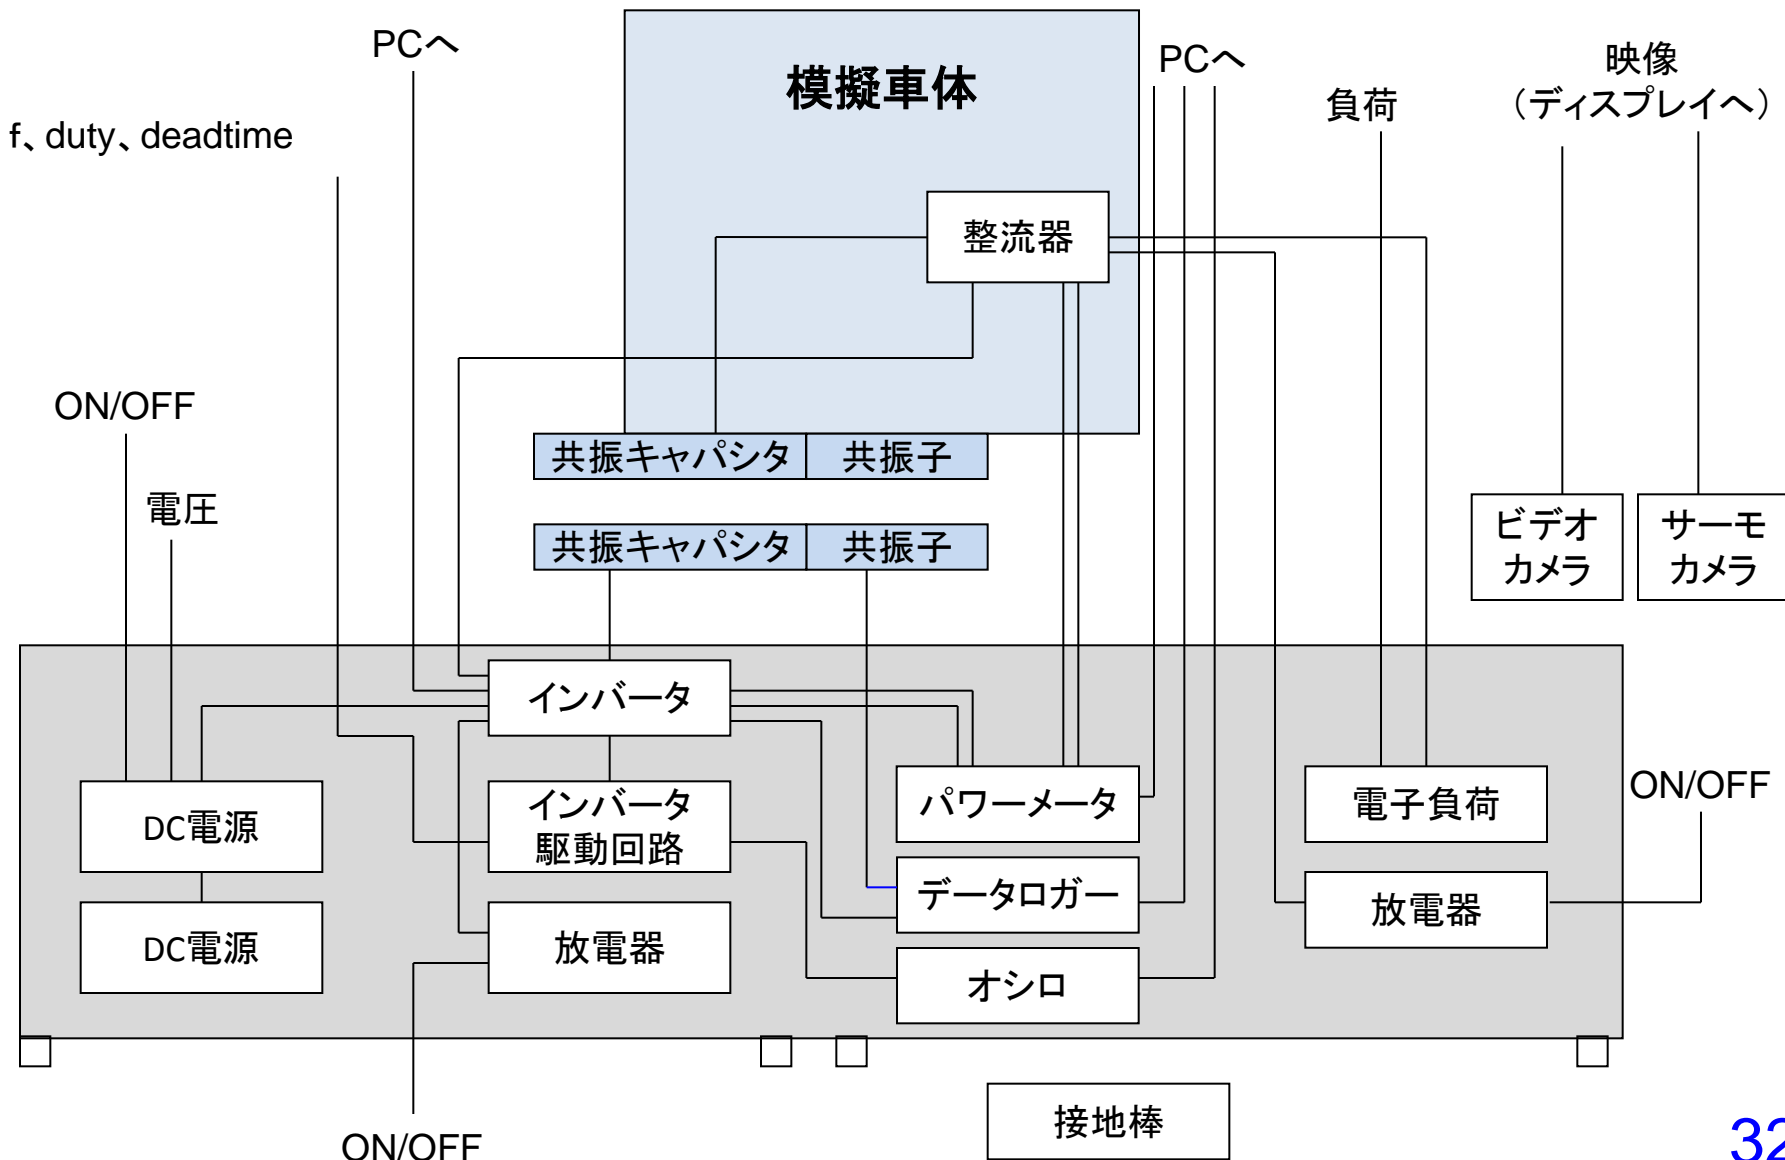 PCへ
模擬車体
PCへ
映像
（ディスプレイへ）
負荷
f、duty、deadtime
整流器
ON/OFF
共振キャパシタ
共振子
電圧
共振キャパシタ
共振子
ビデオ
カメラ
サーモ
カメラ
インバータ
DC電源
インバータ
駆動回路
パワーメータ
電子負荷
ON/OFF
データロガー
放電器
DC電源
放電器
オシロ
接地棒
ON/OFF
32